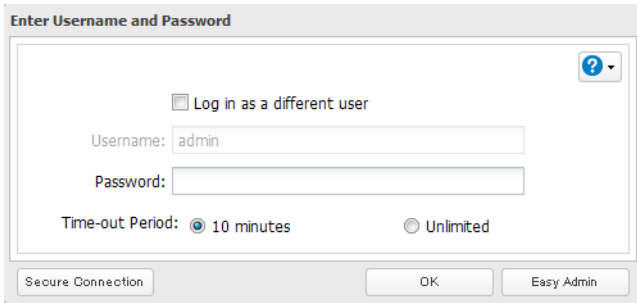 Enter Username and Password
?
Log in as a different user
Username: admin
Password:
Time-out Period: 10 minutes Unlimited
Secure Connection OK Easy Admin